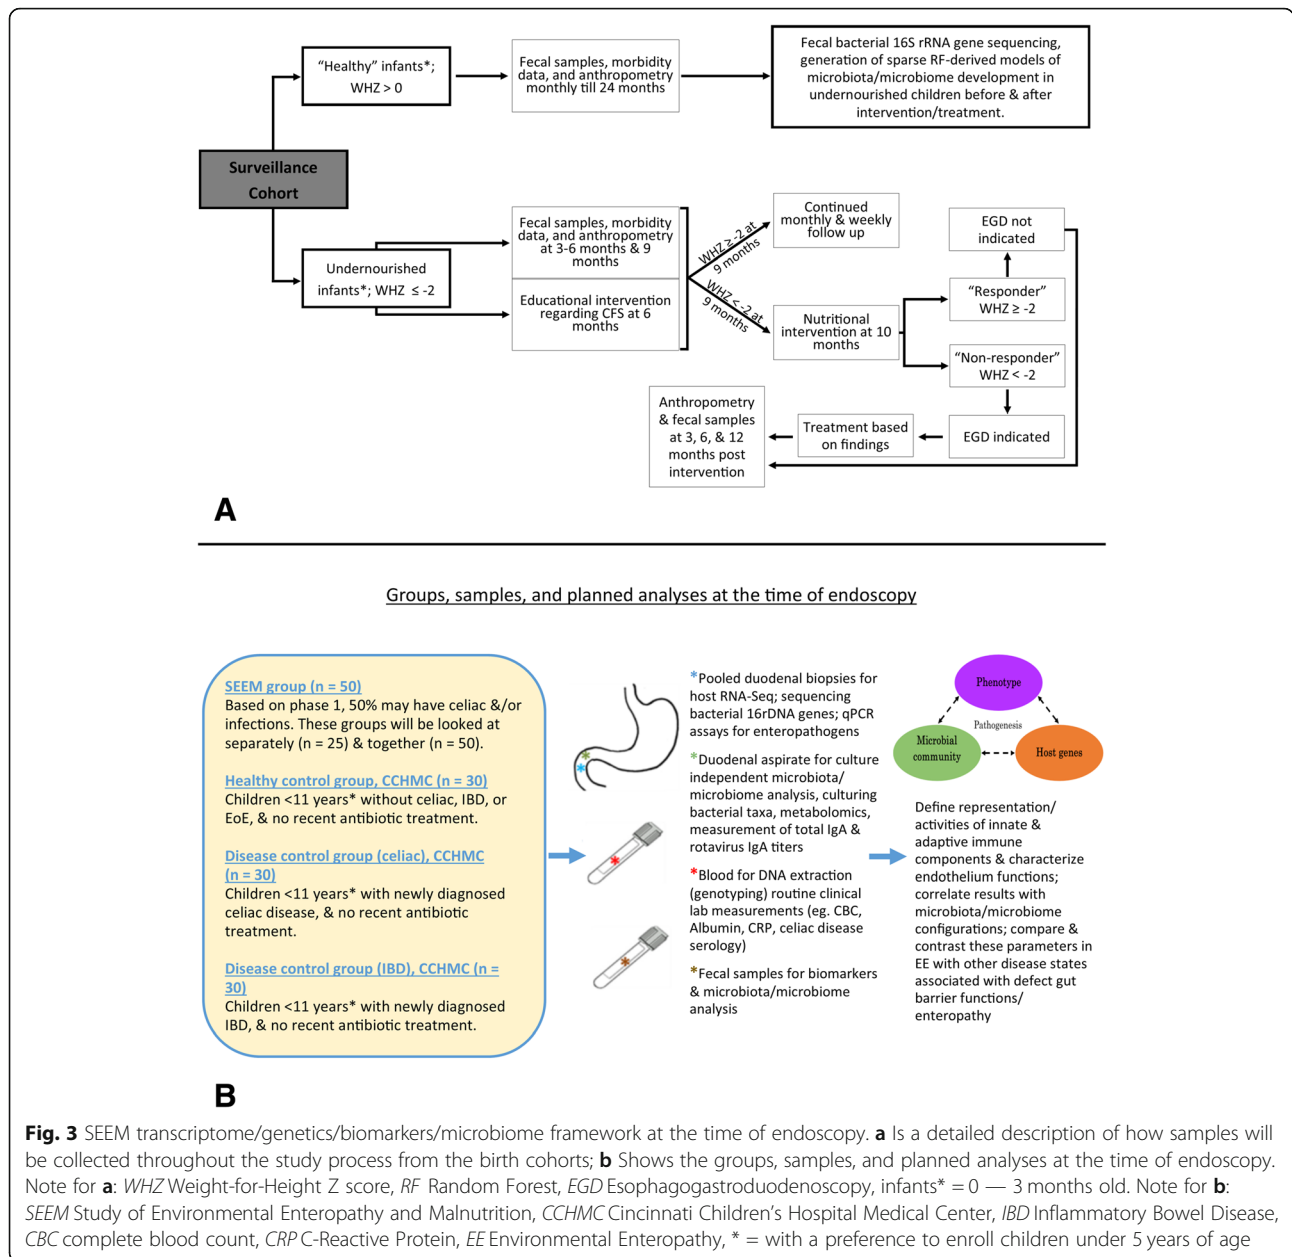 "Healthy" infants*;
WHZ > 0
Fecal samples, morbidity
data, and anthropometry
monthly till 24 months
Fecal bacterial 16S rRNA gene sequencing,
generation of sparse RF-derived models of
microbiota/microbiome development in
undernourished children before & after
intervention/treatment.
Surveillance
Cohort
Undernourished
infants*; WHZ ≤ -2
Fecal samples, morbidity
data, and anthropometry
at 3-6 months & 9
months
Educational intervention
regarding CFS at 6
months
WHZ ≥ -2 at
9 months
WHZ < -2 at
9 months
Continued
monthly & weekly
follow up
Nutritional
intervention at 10
months
EGD not
indicated
"Responder"
WHZ ≥ -2
"Non-responder"
WHZ < -2
EGD indicated
Treatment based
on findings
Anthropometry
& fecal samples
at 3, 6, & 12
months post
intervention
A
Groups, samples, and planned analyses at the time of endoscopy
SEEM group (n = 50)
Based on phase 1, 50% may have celiac &/or
infections. These groups will be looked at
separately (n = 25) & together (n = 50).
Healthy control group, CCHMC (n = 30)
Children <11 years* without celiac, IBD, or
EoE, & no recent antibiotic treatment.
Disease control group (celiac), CCHMC
(n = 30)
Children <11 years* with newly diagnosed
celiac disease, & no recent antibiotic
treatment.
Disease control group (IBD), CCHMC (n =
30)
Children <11 years* with newly diagnosed
IBD, & no recent antibiotic treatment.
*Pooled duodenal biopsies for
host RNA-Seq; sequencing
bacterial 16rDNA genes; qPCR
assays for enteropathogens
*Duodenal aspirate for culture
independent microbiota/
microbiome analysis, culturing
bacterial taxa, metabolomics,
measurement of total IgA &
rotavirus IgA titers
*Blood for DNA extraction
(genotyping) routine clinical
lab measurements (eg. CBC,
Albumin, CRP, celiac disease
serology)
*Fecal samples for biomarkers
& microbiota/microbiome
analysis
Phenotype
Pathogenesis
Microbial
community
Host genes
Define representation/
activities of innate &
adaptive immune
components & characterize
endothelium functions;
correlate results with
microbiota/microbiome
configurations; compare &
contrast these parameters in
EE with other disease states
associated with defect gut
barrier functions/
enteropathy
B
Fig. 3 SEEM transcriptome/genetics/biomarkers/microbiome framework at the time of endoscopy. a Is a detailed description of how samples will
be collected throughout the study process from the birth cohorts; b Shows the groups, samples, and planned analyses at the time of endoscopy.
Note for a: WHZ Weight-for-Height Z score, RF Random Forest, EGD Esophagogastroduodenoscopy, infants* = 0 — 3 months old. Note for b:
SEEM Study of Environmental Enteropathy and Malnutrition, CCHMC Cincinnati Children's Hospital Medical Center, IBD Inflammatory Bowel Disease,
CBC complete blood count, CRP C-Reactive Protein, EE Environmental Enteropathy, * = with a preference to enroll children under 5 years of age